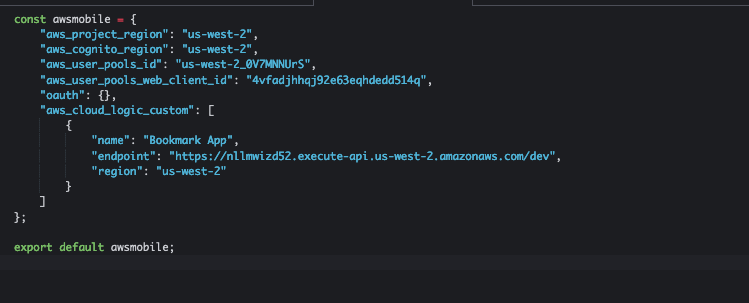 const awsmobile = {
    "aws_project_region": "us-west-2",
    "aws_cognito_region": "us-west-2",
    "aws_user_pools_id": "us-west-2_0V7MNNUrS",
    "aws_user_pools_web_client_id": "4vfadjhhqj92e63eqhdedd514q",
    "oauth": {},
    "aws_cloud_logic_custom": [
        {
            "name": "Bookmark App",
            "endpoint": "https://nllmwizd52.execute-api.us-west-2.amazonaws.com/dev",
            "region": "us-west-2"
        }
    ]
};
export default awsmobile;